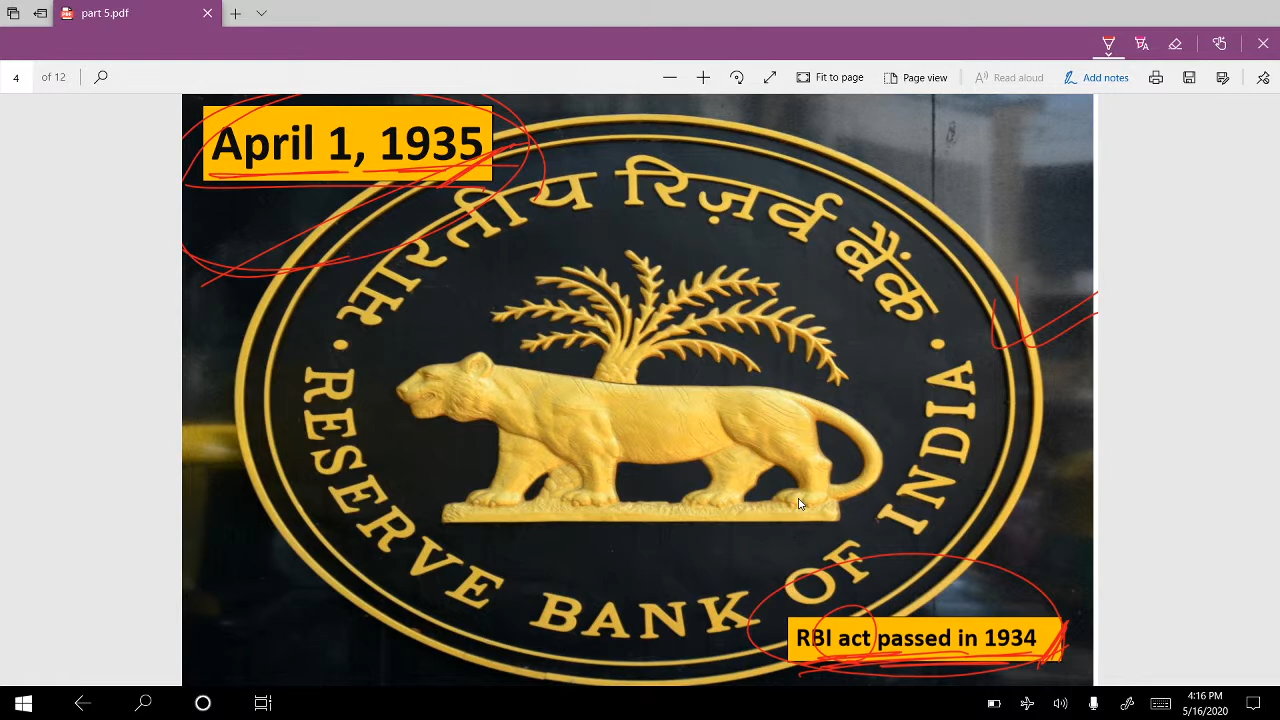 part 5.pdf
4 of 12
Fit to page
Page view
Read aloud
Add notes
April 1, 1935
भारतीय रिज़र्व बैंक
RESERVE BANK OF INDIA
RBI act passed in 1934
4:16 PM
5/16/2020